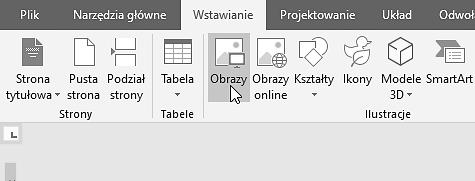 Plik Narzędzia główne Wstawianie Projektowanie Układ Odwoł
Strona tytułowa
Pusta strona
Podział strony
Tabela
Obrazy
Obrazy online
Kształty
Ikony
Modele 3D
SmartArt
Strony Tabele Ilustracje